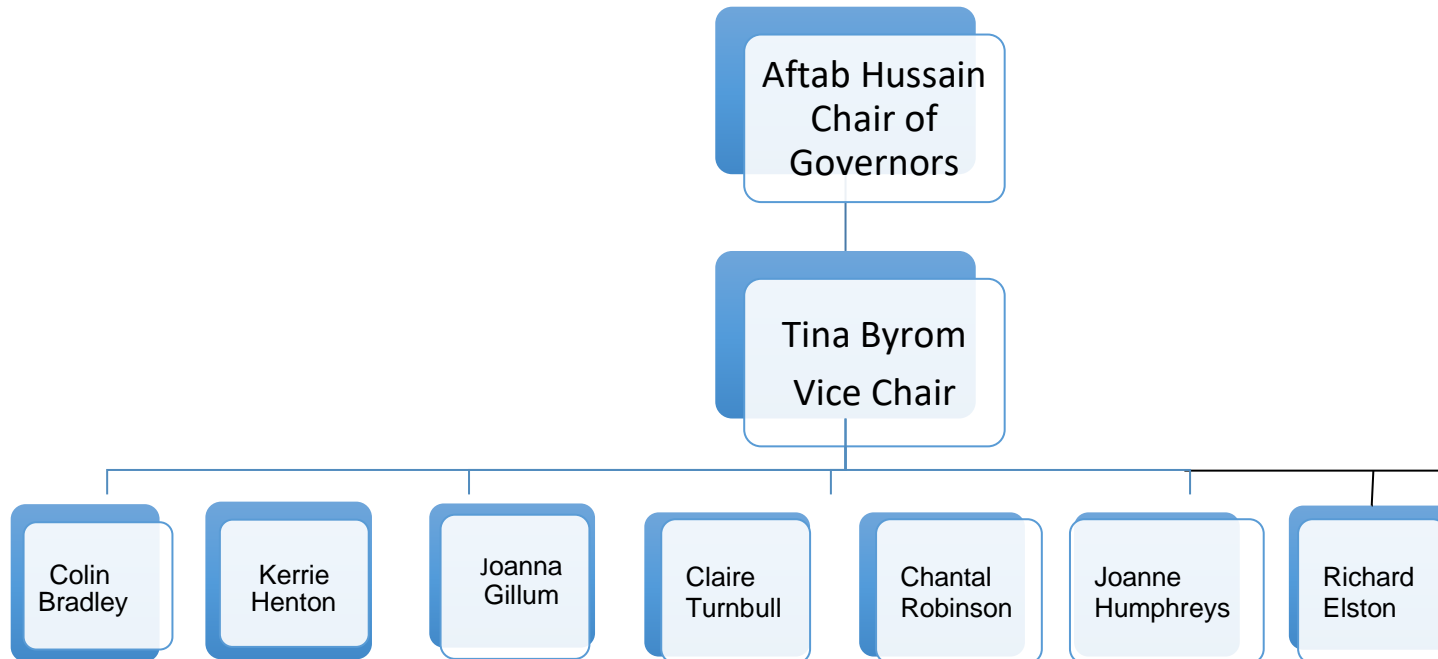 Aftab Hussain
Chair of
Governors
Tina Byrom
Vice Chair
Colin
Bradley
Kerrie
Henton
Joanna
Gillum
Claire
Turnbull
Chantal
Robinson
Joanne
Humphreys
Richard
Elston